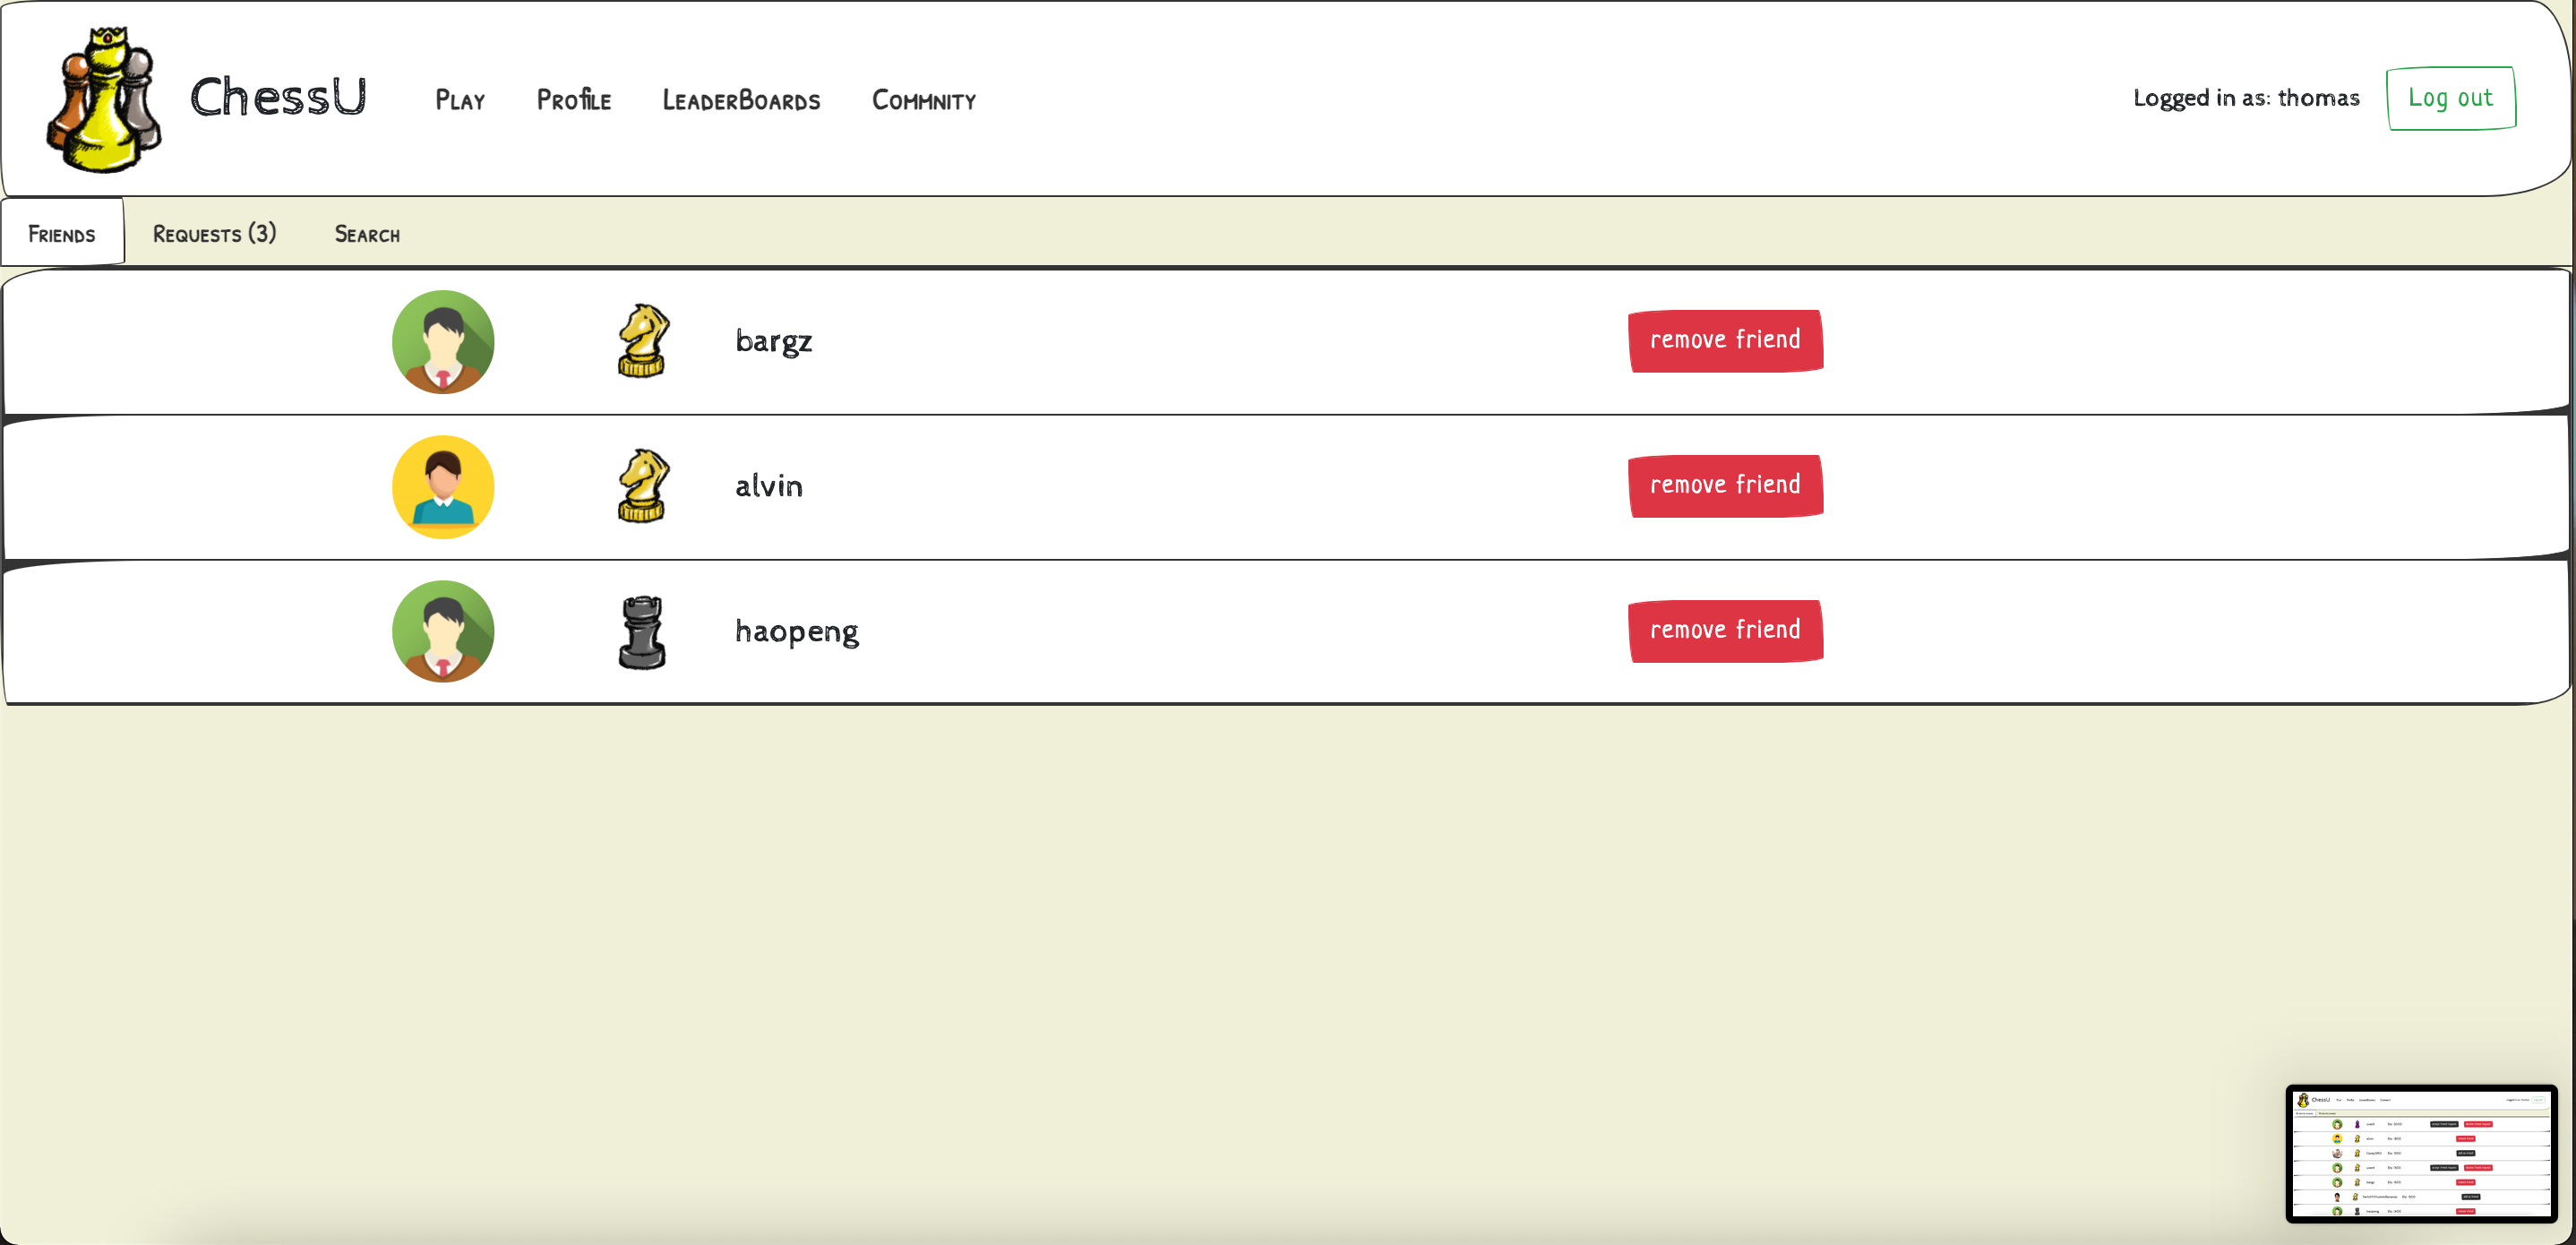 ChessU
Play Profile LeaderBoards Commnity
Logged in as: thomas Log out
Friends Requests (3) Search
bargz remove friend
alvin remove friend
haopeng remove friend
ChessU